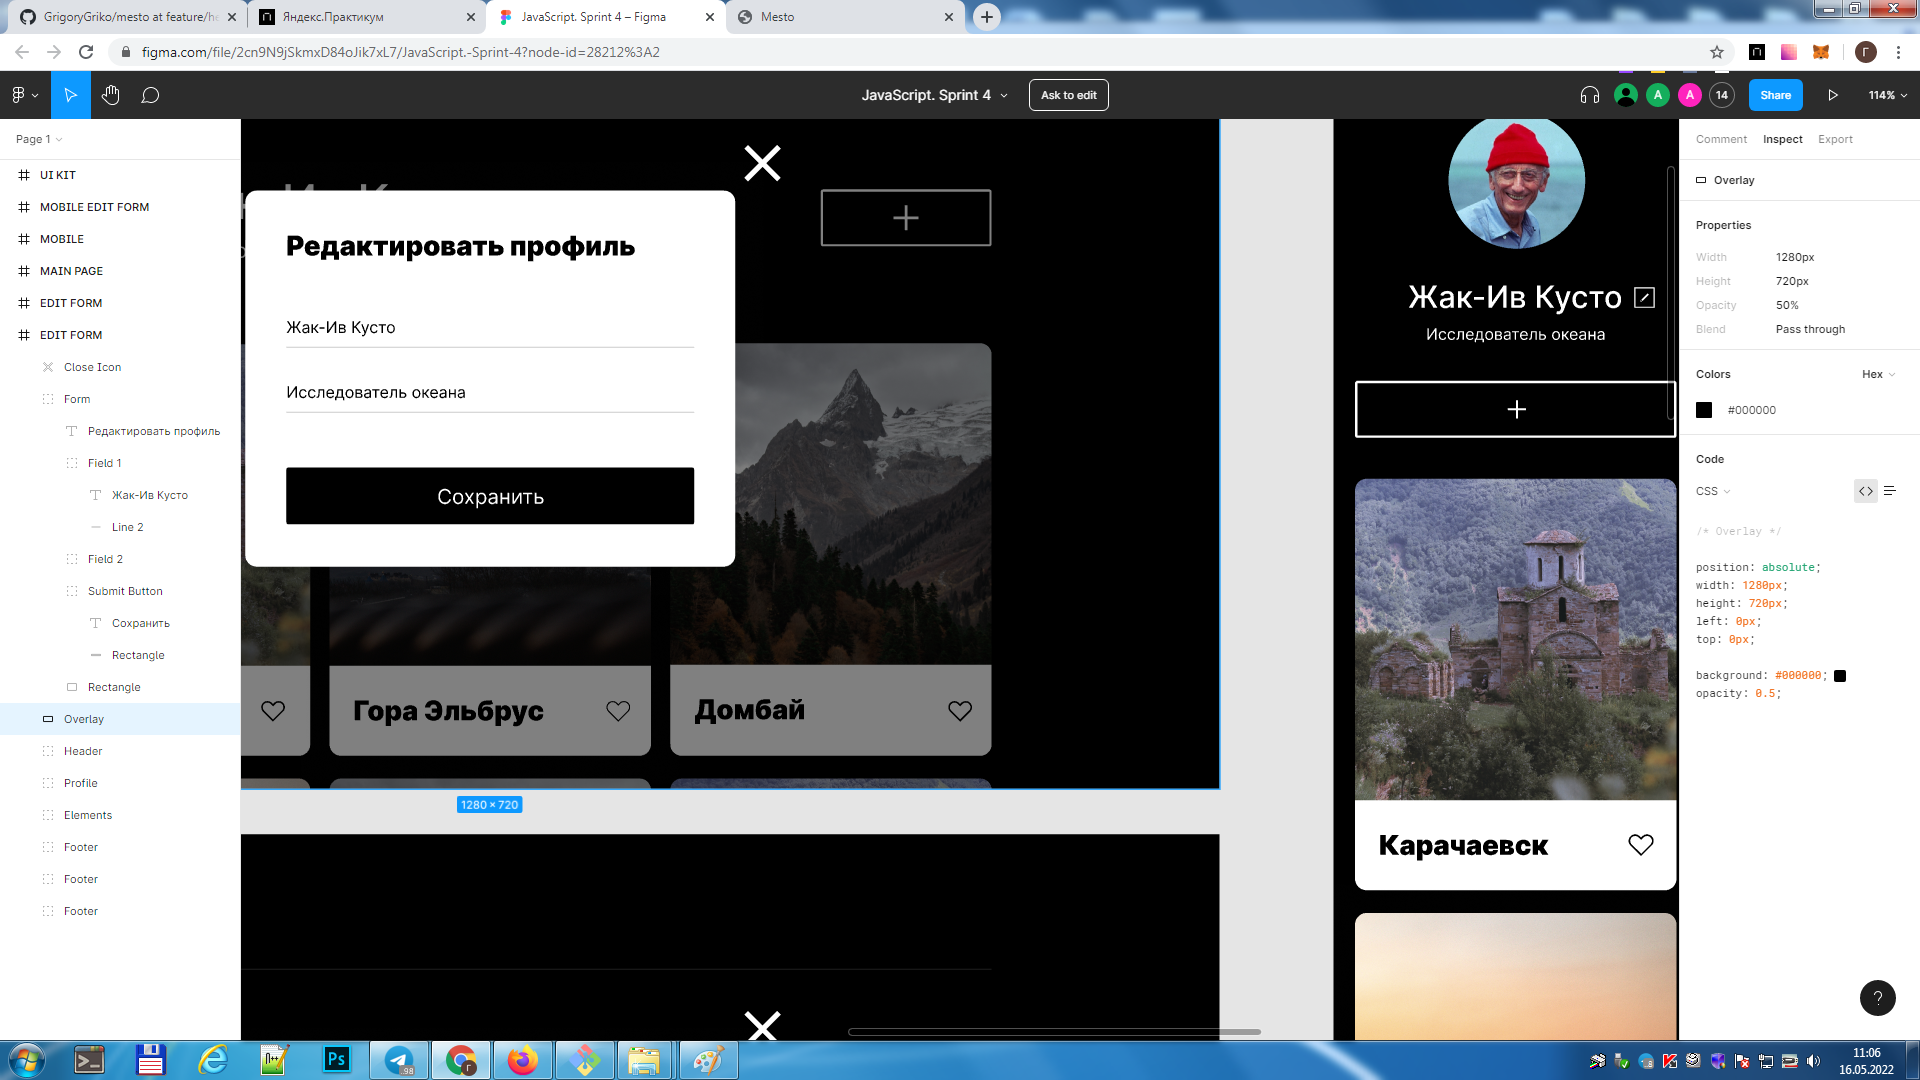 GrigoryGriko/mesto at feature/he
Яндекс.Практикум
JavaScript. Sprint 4 – Figma
Mesto
figma.com/file/2cn9N9jSkmxD84oJik7xL7/JavaScript.-Sprint-4?node-id=28212%3A2
Г
JavaScript. Sprint 4
Ask to edit
A
A
14
Share
114%
Page 1
UI KIT
MOBILE EDIT FORM
MOBILE
MAIN PAGE
EDIT FORM
EDIT FORM
Close Icon
Form
Редактировать профиль
Field 1
Жак-Ив Кусто
Line 2
Field 2
Submit Button
Сохранить
Rectangle
Rectangle
Overlay
Header
Profile
Elements
Footer
Footer
Footer
Редактировать профиль
Жак-Ив Кусто
Исследователь океана
Сохранить
Гора Эльбрус
Домбай
1280 × 720
Жак-Ив Кусто
Исследователь океана
Карачаевск
Comment
Inspect
Export
Overlay
Properties
Width 1280px
Height 720px
Opacity 50%
Blend Pass through
Colors
Hex
#000000
Code
CSS
/* Overlay */
position: absolute;
width: 1280px;
height: 720px;
left: 0px;
top: 0px;
background: #000000;
opacity: 0.5;
?
Ps
98
Г
11:06
16.05.2022